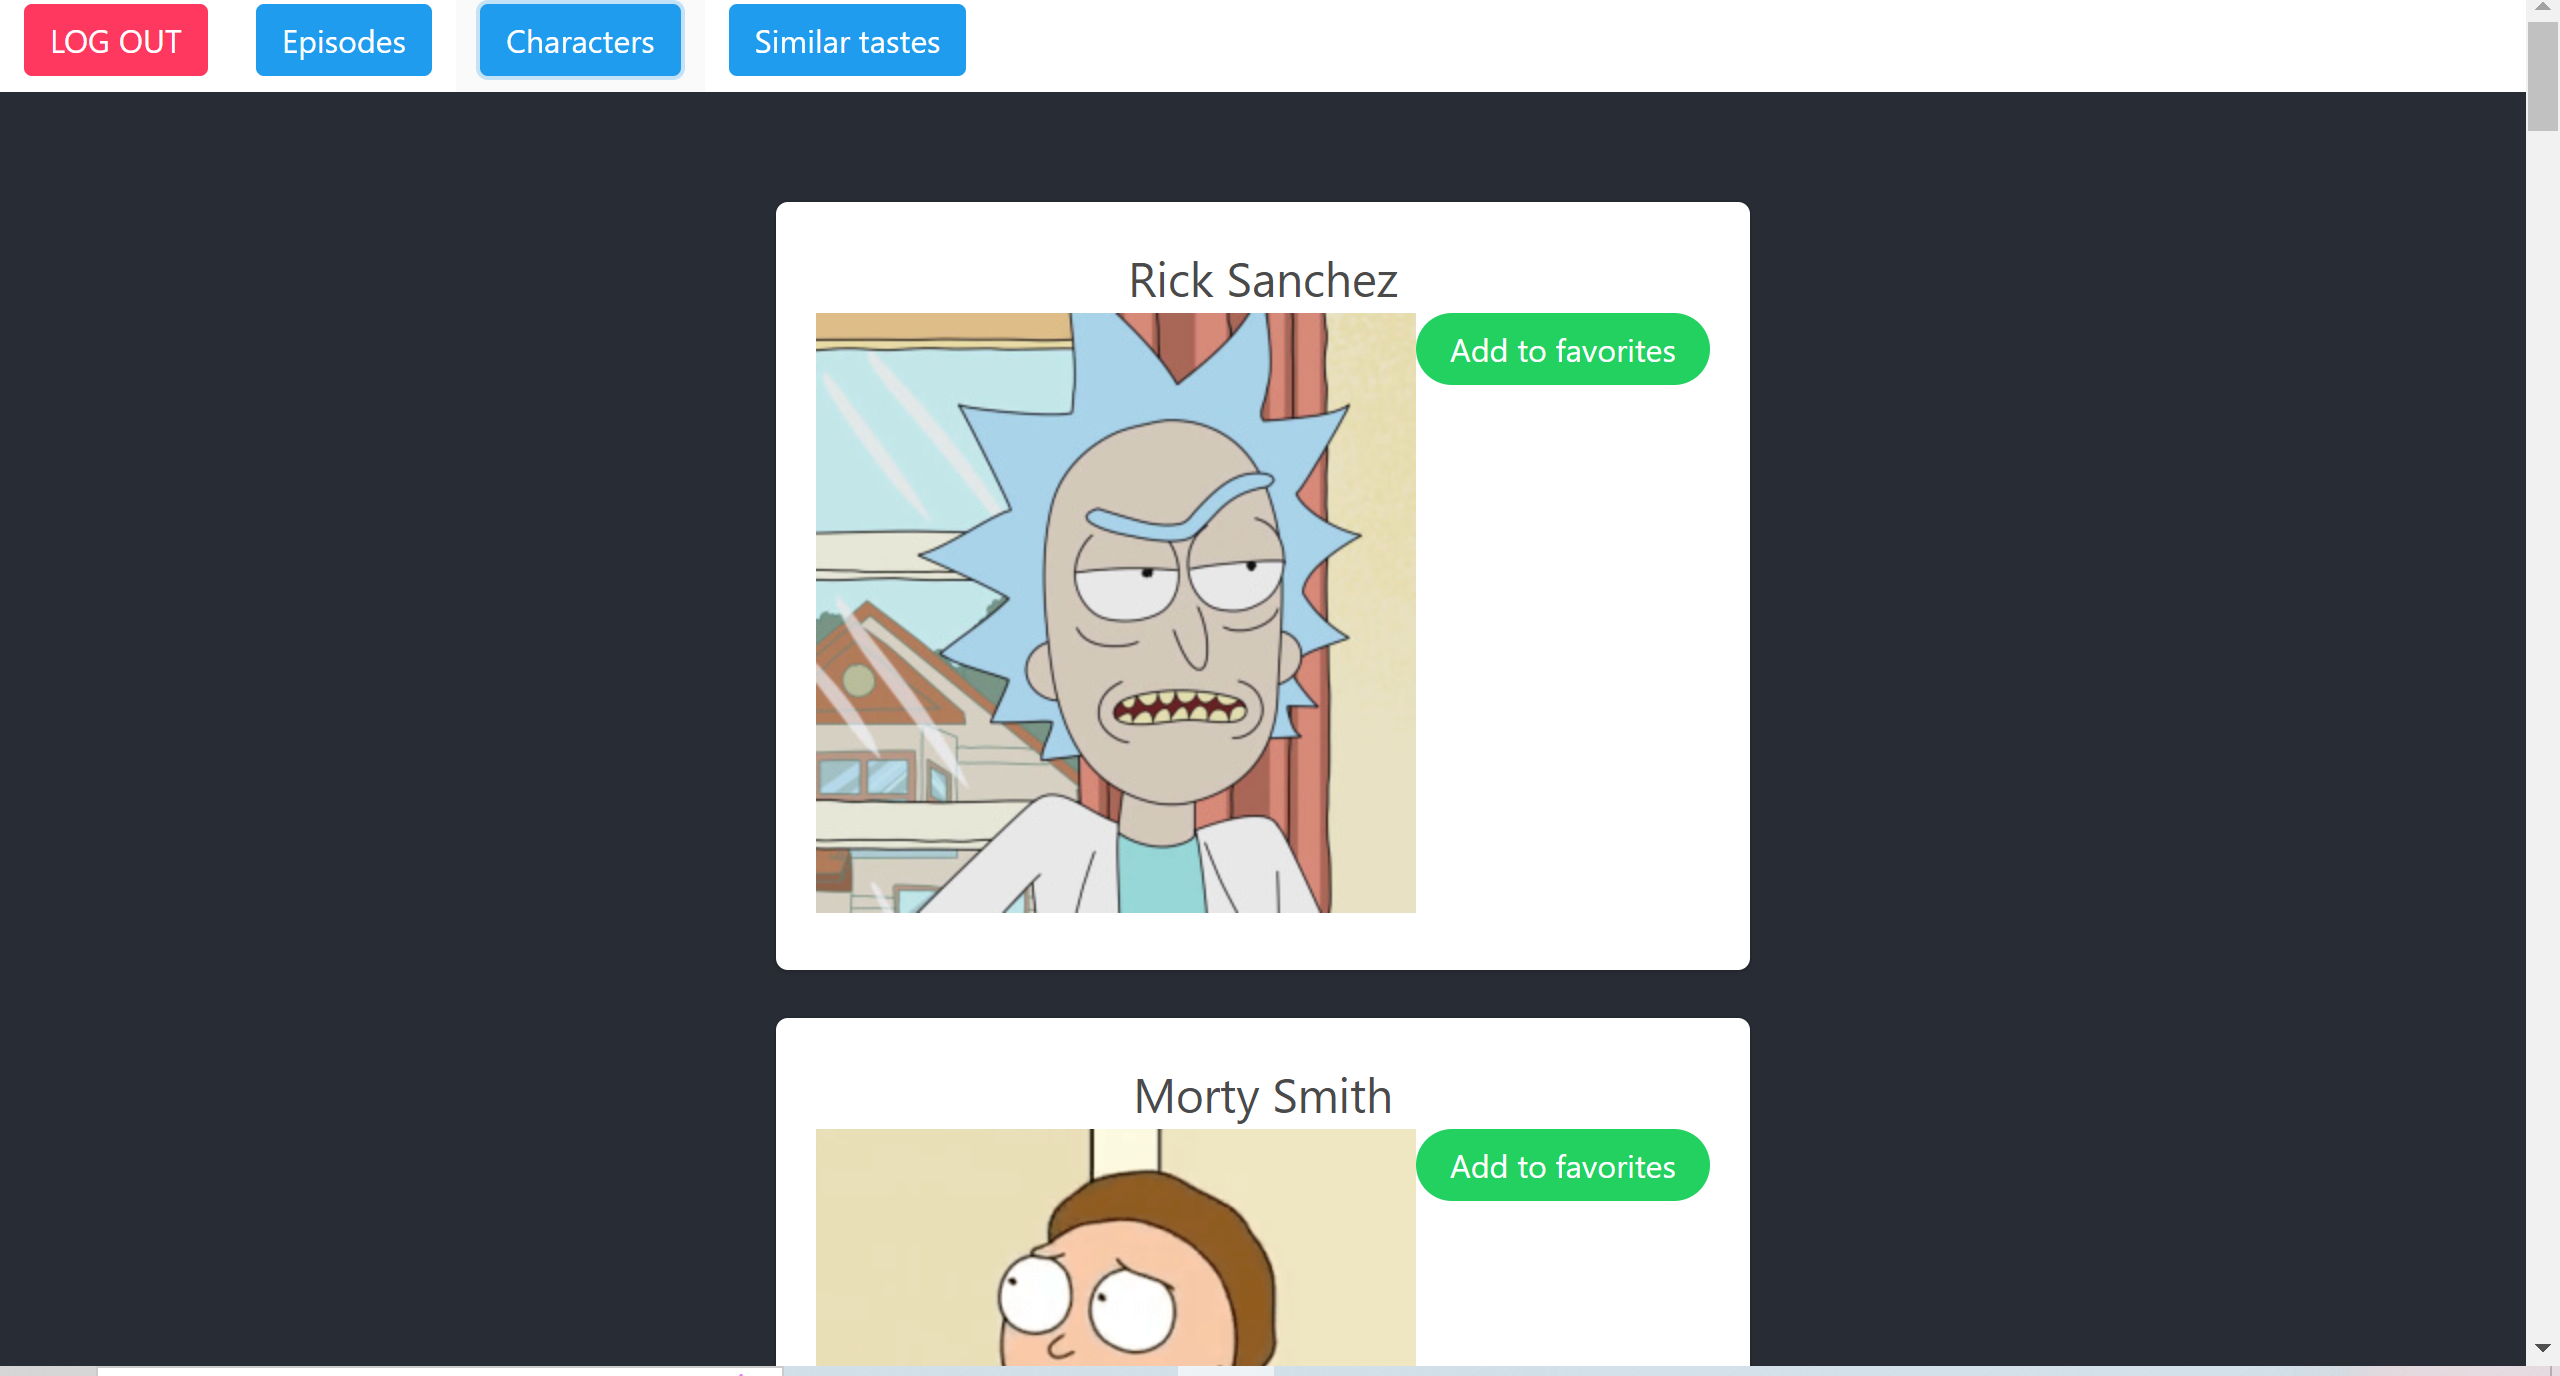 LOG OUT Episodes Characters Similar tastes
Rick Sanchez
Add to favorites
Morty Smith
Add to favorites